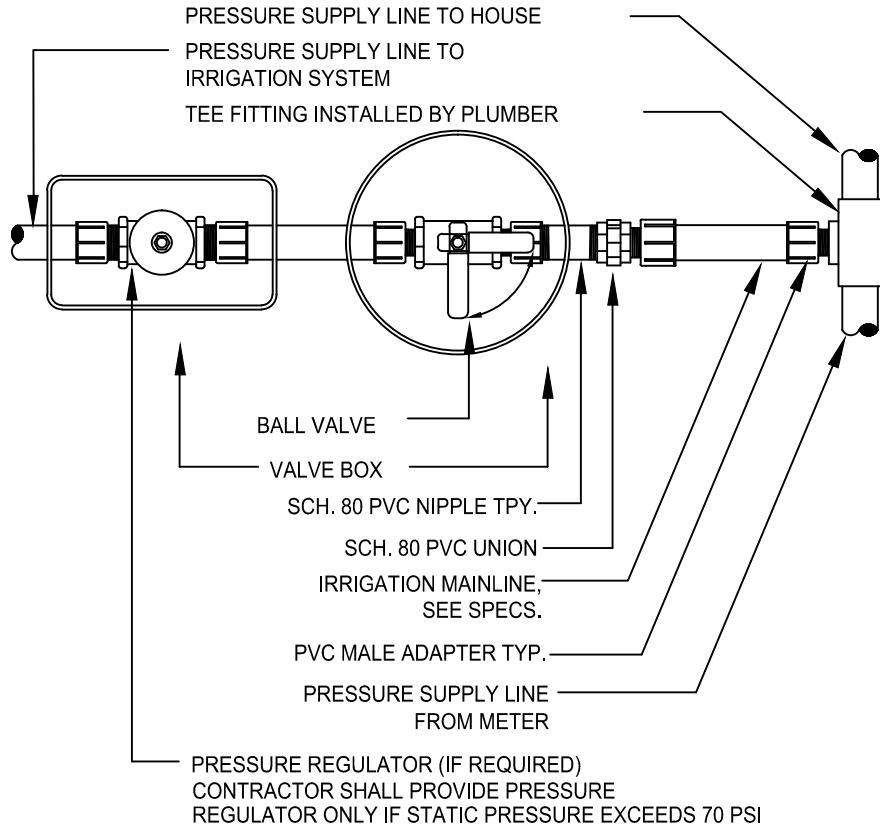 PRESSURE SUPPLY LINE TO HOUSE
PRESSURE SUPPLY LINE TO
IRRIGATION SYSTEM
TEE FITTING INSTALLED BY PLUMBER
BALL VALVE
VALVE BOX
SCH. 80 PVC NIPPLE TPY.
SCH. 80 PVC UNION
IRRIGATION MAINLINE,
SEE SPECS.
PVC MALE ADAPTER TYP.
PRESSURE SUPPLY LINE
FROM METER
PRESSURE REGULATOR (IF REQUIRED)
CONTRACTOR SHALL PROVIDE PRESSURE
REGULATOR ONLY IF STATIC PRESSURE EXCEEDS 70 PSI